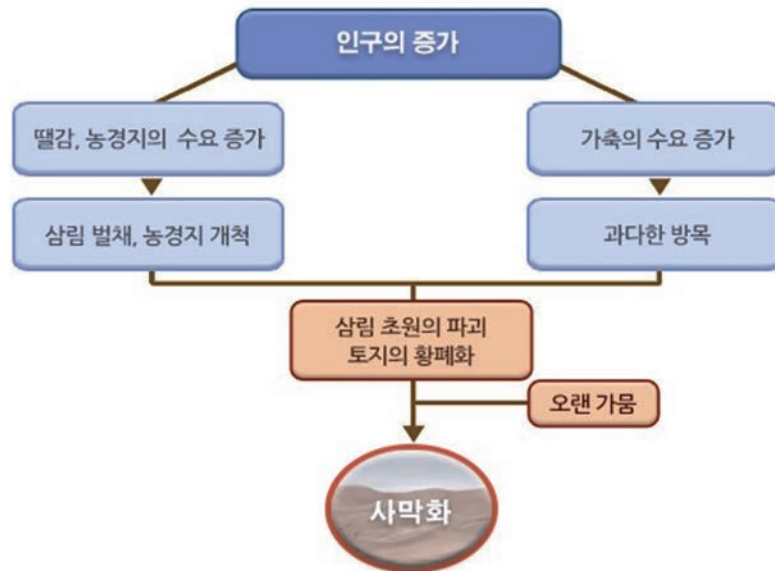 인구의 증가
땔감, 농경지의 수요 증가
가축의 수요 증가
삼림 벌채, 농경지 개척
과다한 방목
삼림 초원의 파괴
토지의 황폐화
오랜 가뭄
사막화